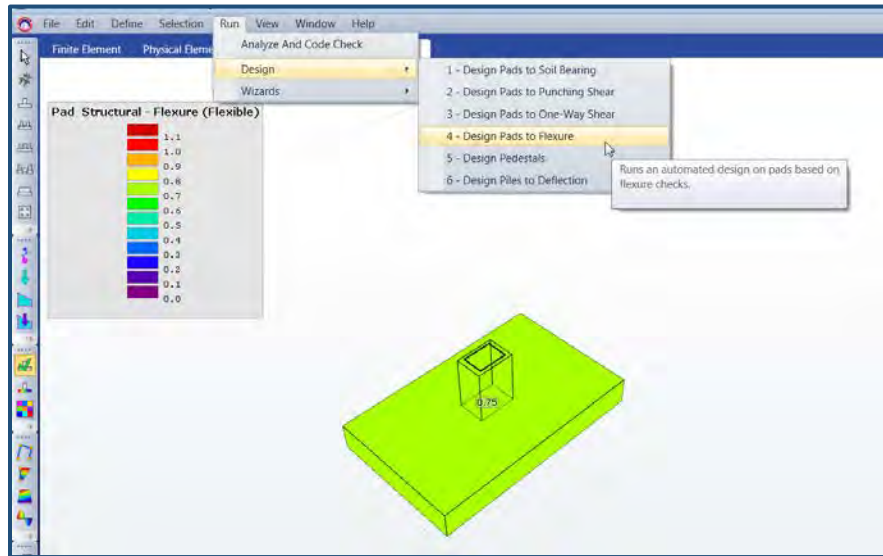 File Edit Define Selection Run View Window Help
Finite Element Physical Eleme
Analyze And Code Check
Design
Wizards
1 - Design Pads to Soil Bearing
2 - Design Pads to Punching Shear
3 - Design Pads to One-Way Shear
4 - Design Pads to Flexure
5 - Design Pedestals
6 - Design Piles to Deflection
Runs an automated design on pads based on
flexure checks.
Pad Structural - Flexure (Flexible)
1.1
1.0
0.9
0.8
0.7
0.6
0.5
0.4
0.3
0.2
0.1
0.0
0.75